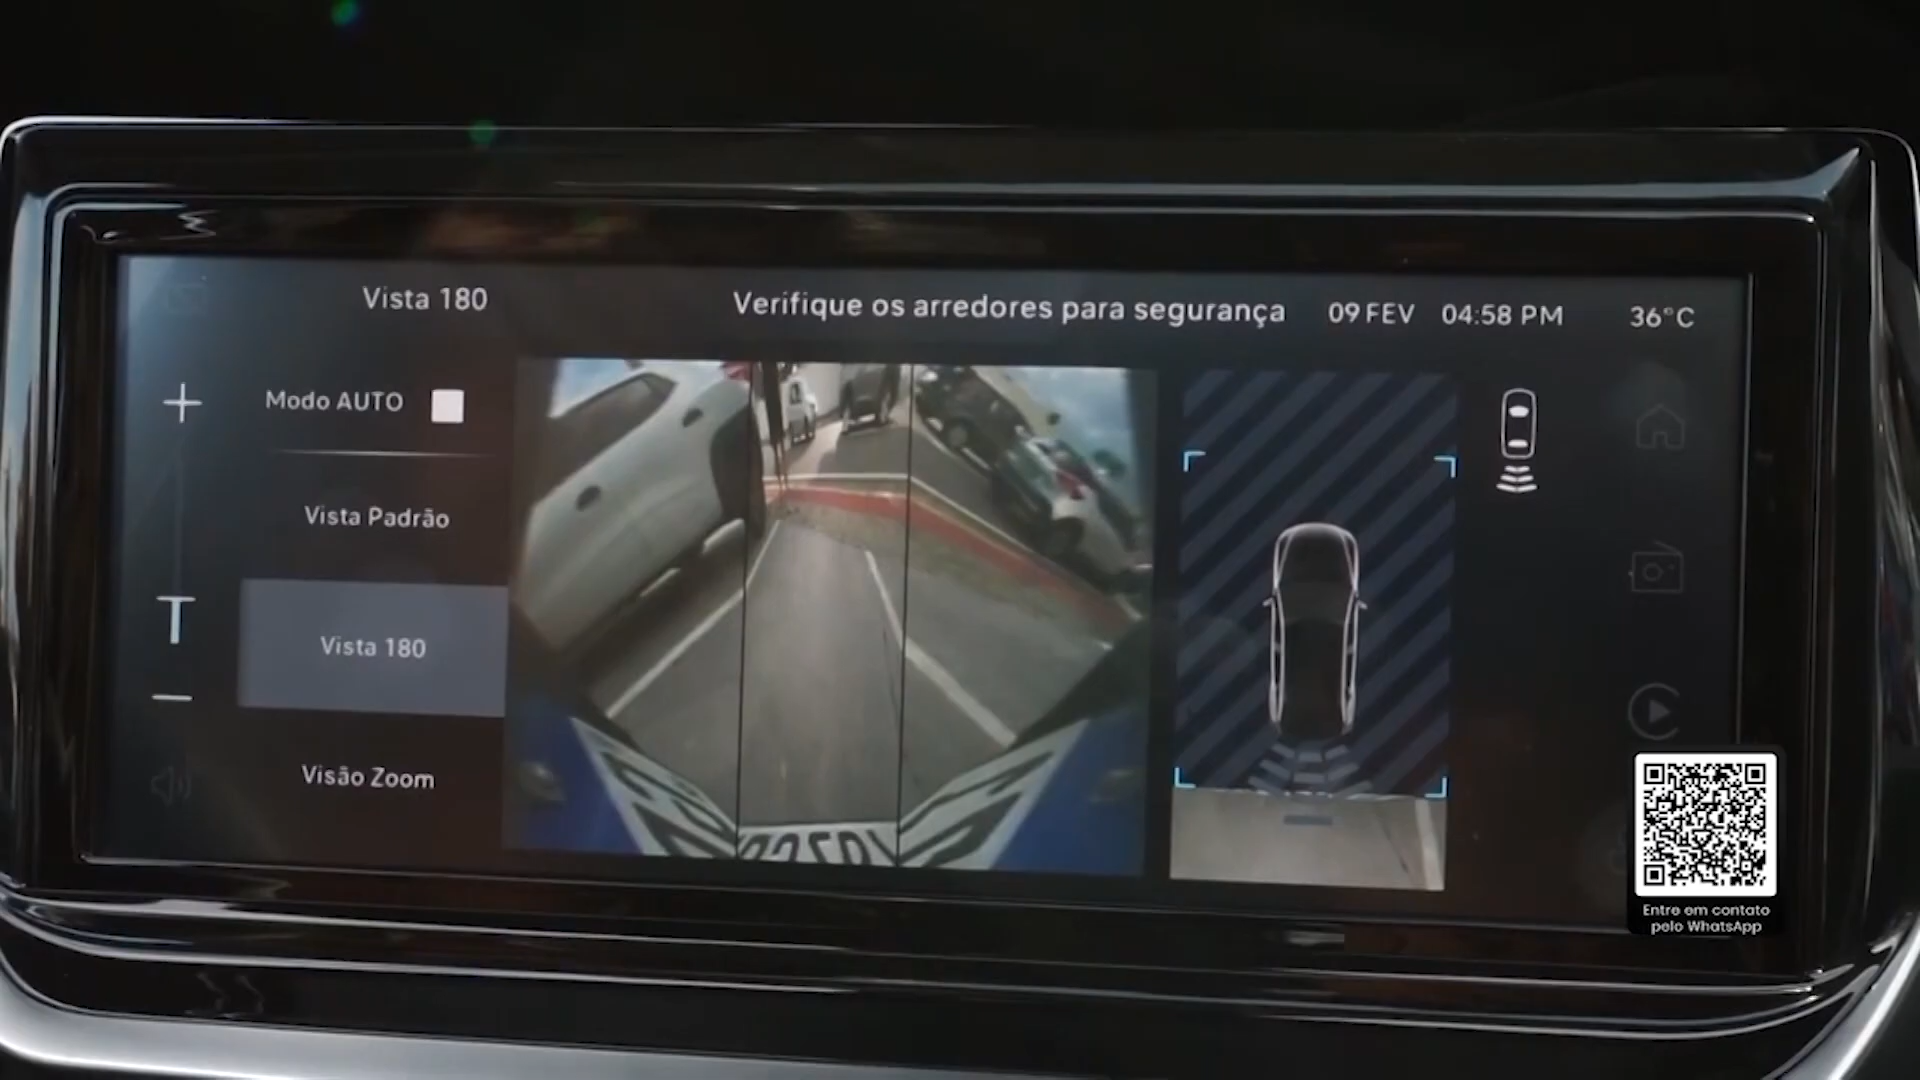 Vista 180
Verifique os arredores para segurança
09 FEV 04:58 PM
36°C
Modo AUTO
Vista Padrão
Vista 180
Visão Zoom
Entre em contato
pelo WhatsApp